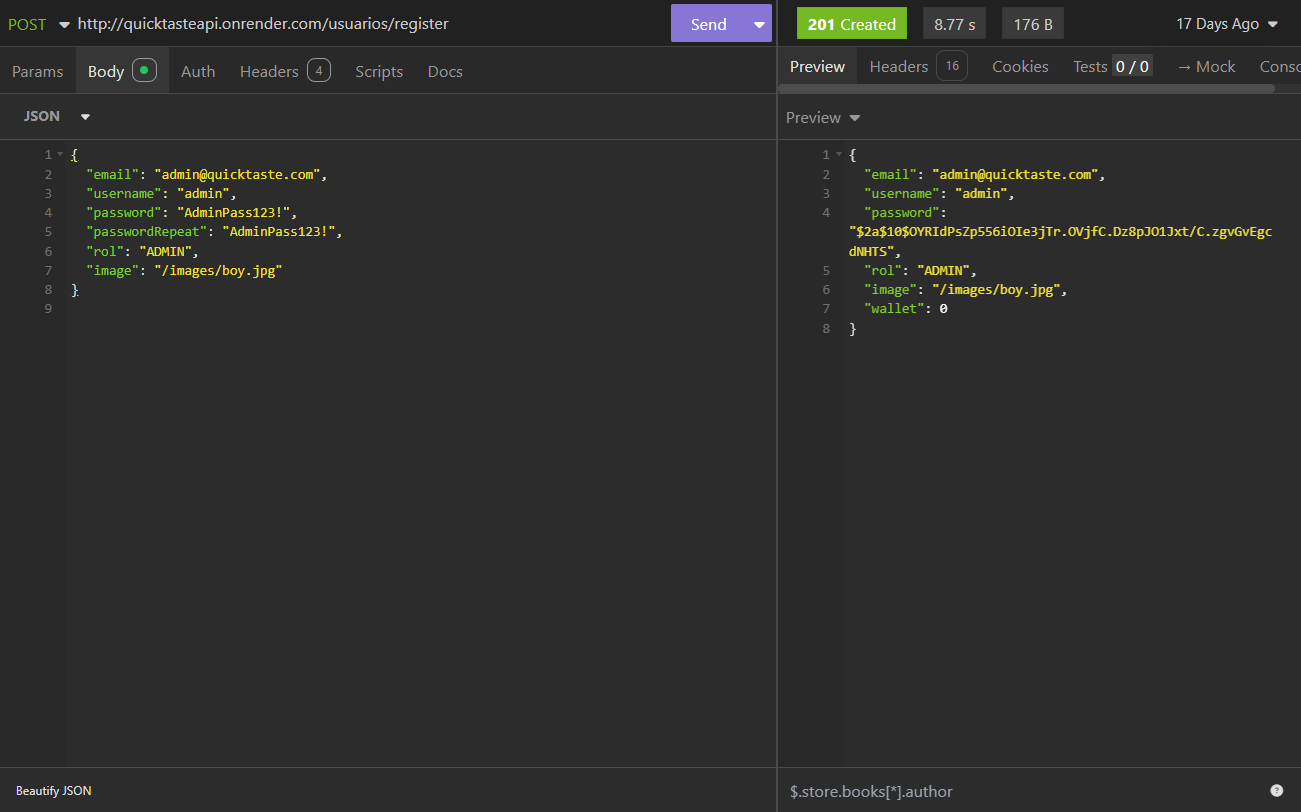 POST http://quicktasteapi.onrender.com/usuarios/register Send
Params Body Auth Headers 4 Scripts Docs
JSON
1 {
2 "email": "admin@quicktaste.com",
3 "username": "admin",
4 "password": "AdminPass123!",
5 "passwordRepeat": "AdminPass123!",
6 "rol": "ADMIN",
7 "image": "/images/boy.jpg"
8 }
9
Beautify JSON
201 Created 8.77 s 176 B 17 Days Ago
Preview Headers 16 Cookies Tests 0 / 0 → Mock Consc
Preview
1 {
2 "email": "admin@quicktaste.com",
3 "username": "admin",
4 "password":
"$2a$10$OYRIdPsZp556iOIe3jTr.OVjfC.Dz8pJO1Jxt/C.zgvGvEgc
dNHTS",
5 "rol": "ADMIN",
6 "image": "/images/boy.jpg",
7 "wallet": 0
8 }
$.store.books[*].author ?